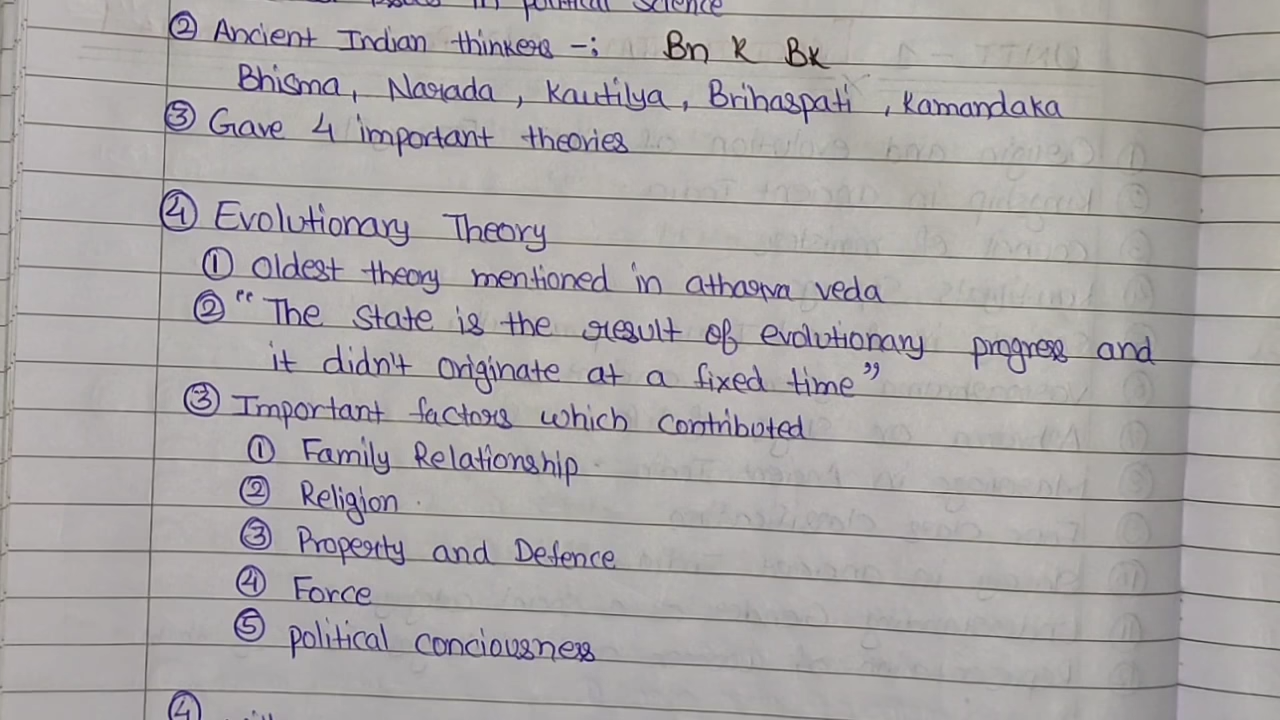 political science
② Ancient Indian thinkers -: Bn K Bk
Bhisma, Narada, Kautilya, Brihaspati, Kamandaka
③ Gave 4 important theories
④ Evolutionary Theory
① oldest theory mentioned in atharva veda
② "The state is the result of evolutionary progress and
it didn't originate at a fixed time"
③ Important factors which contributed
① Family Relationship
② Religion
③ Property and Defence
④ Force
⑤ political conciousness
④